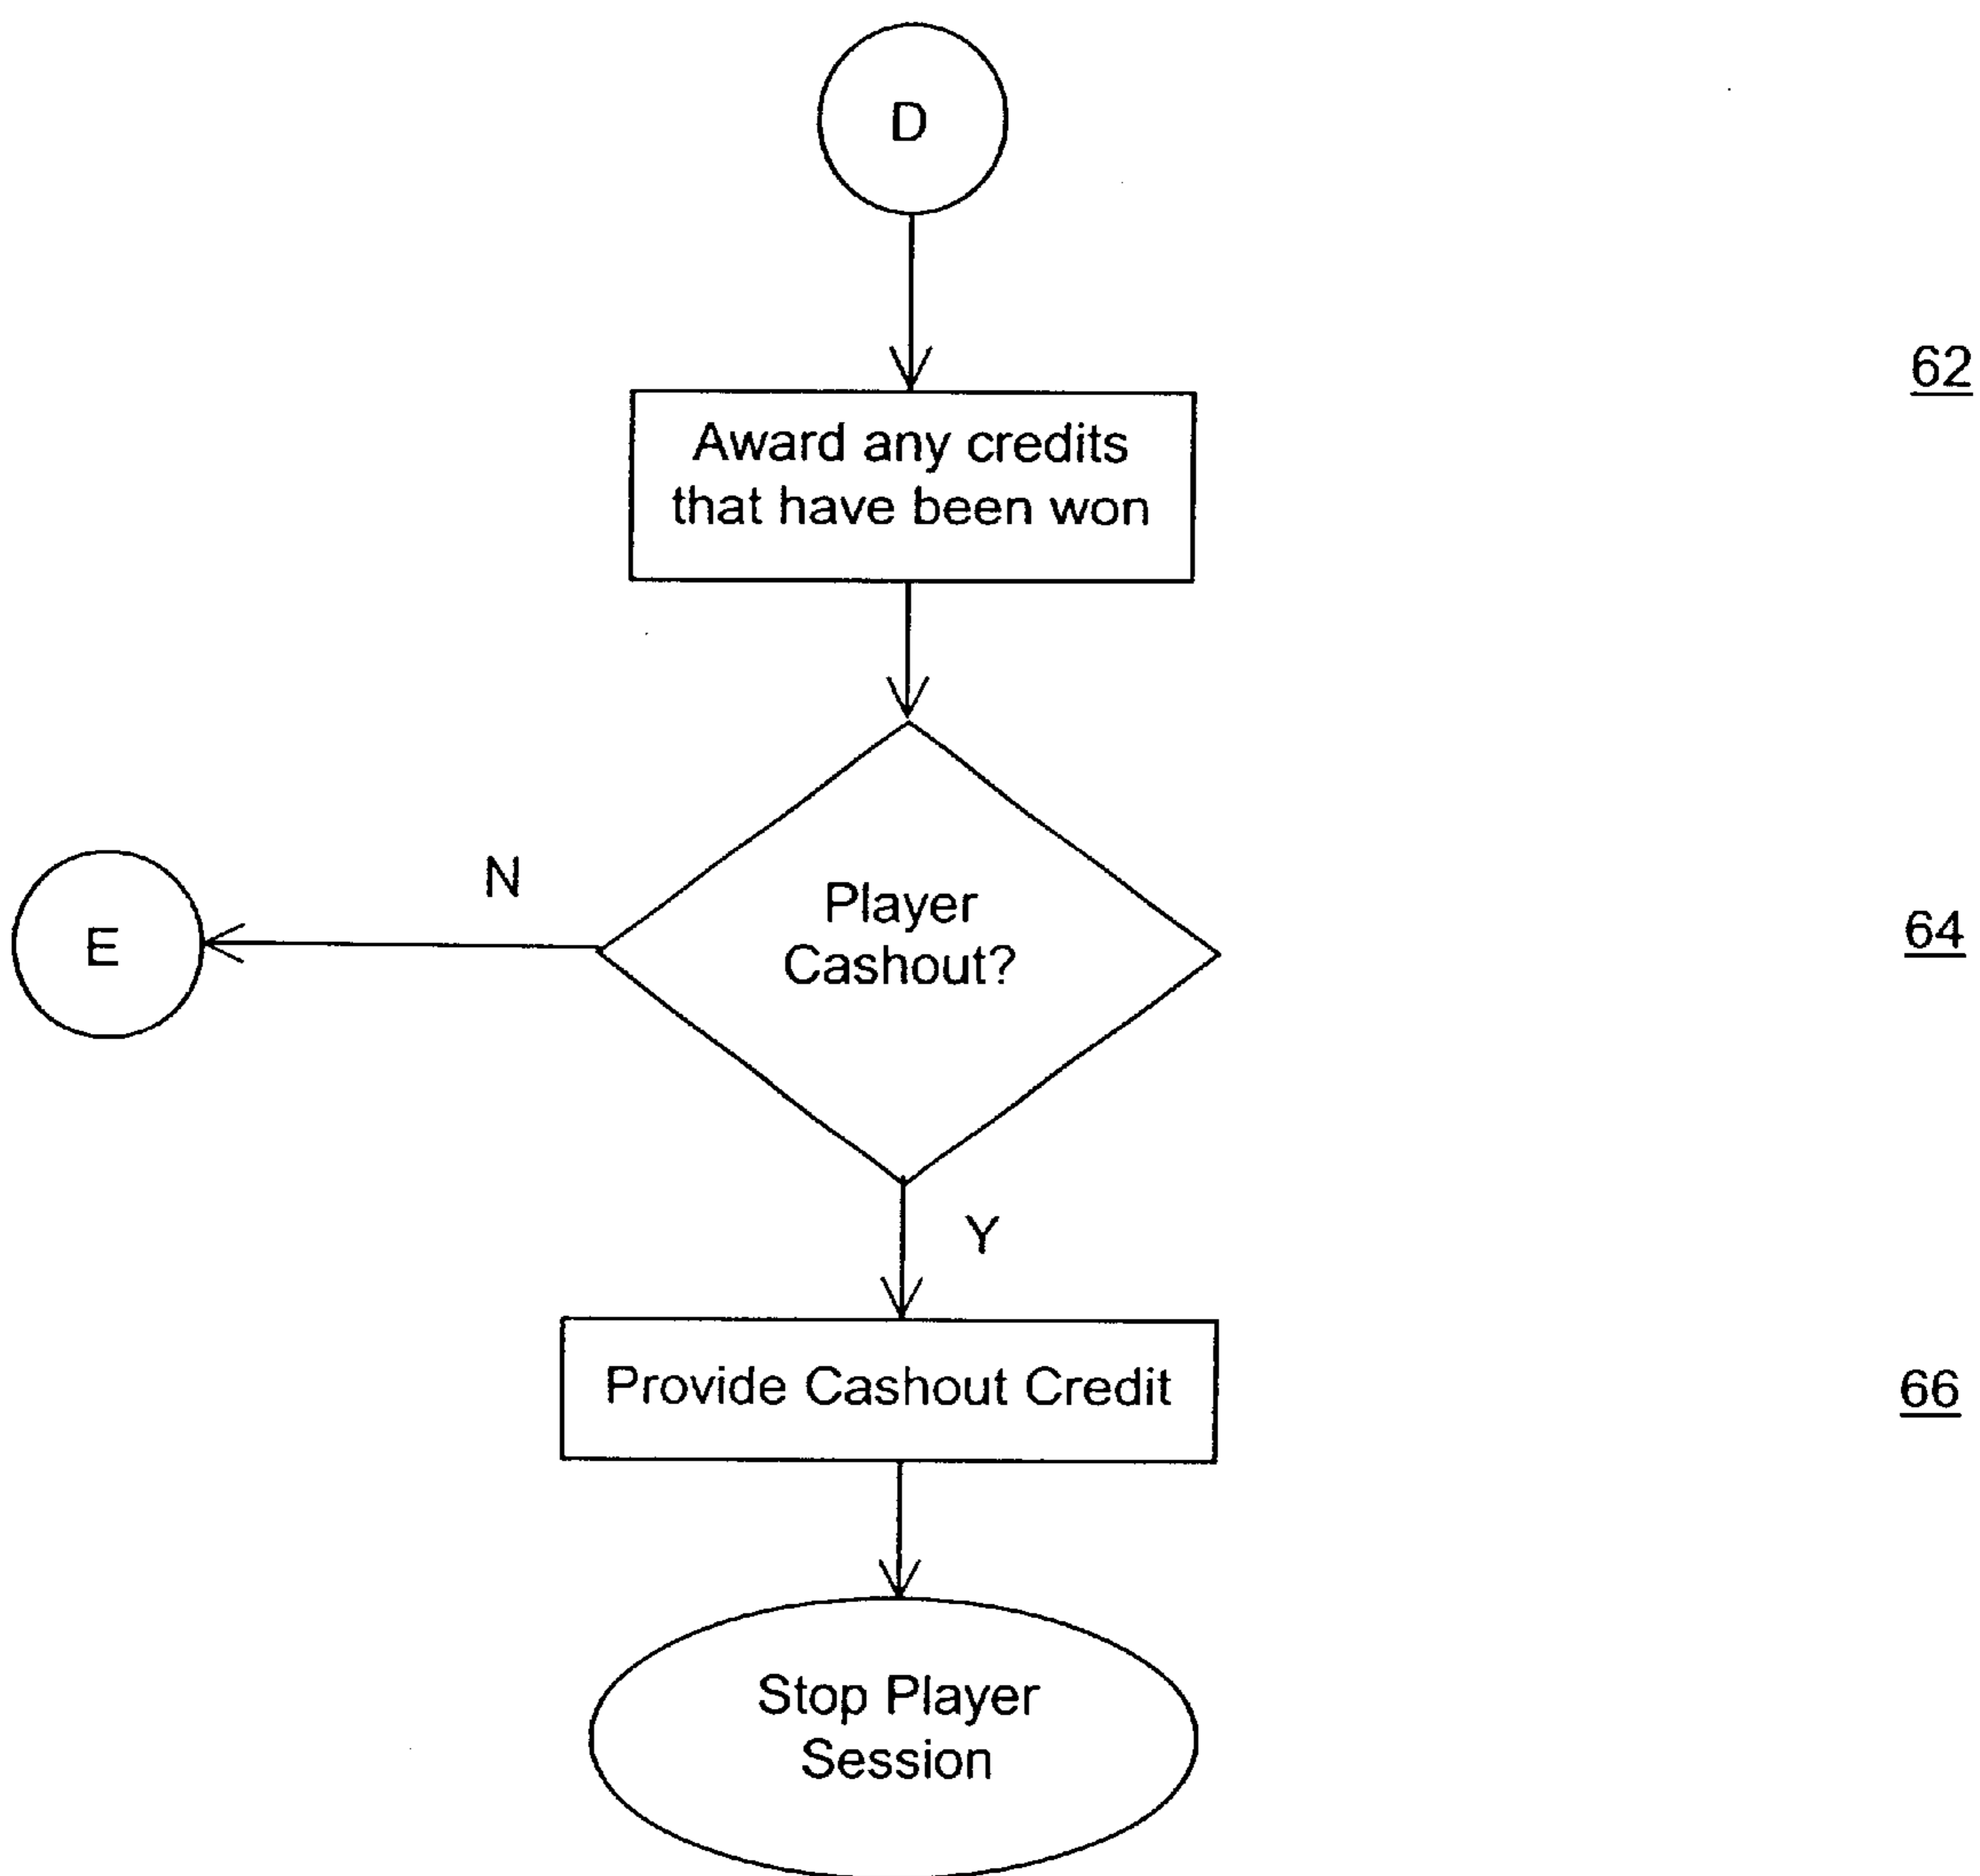 D
62
Award any credits
that have been won
N
Player
Cashout?
E
64
Y
Provide Cashout Credit
66
Stop Player
Session